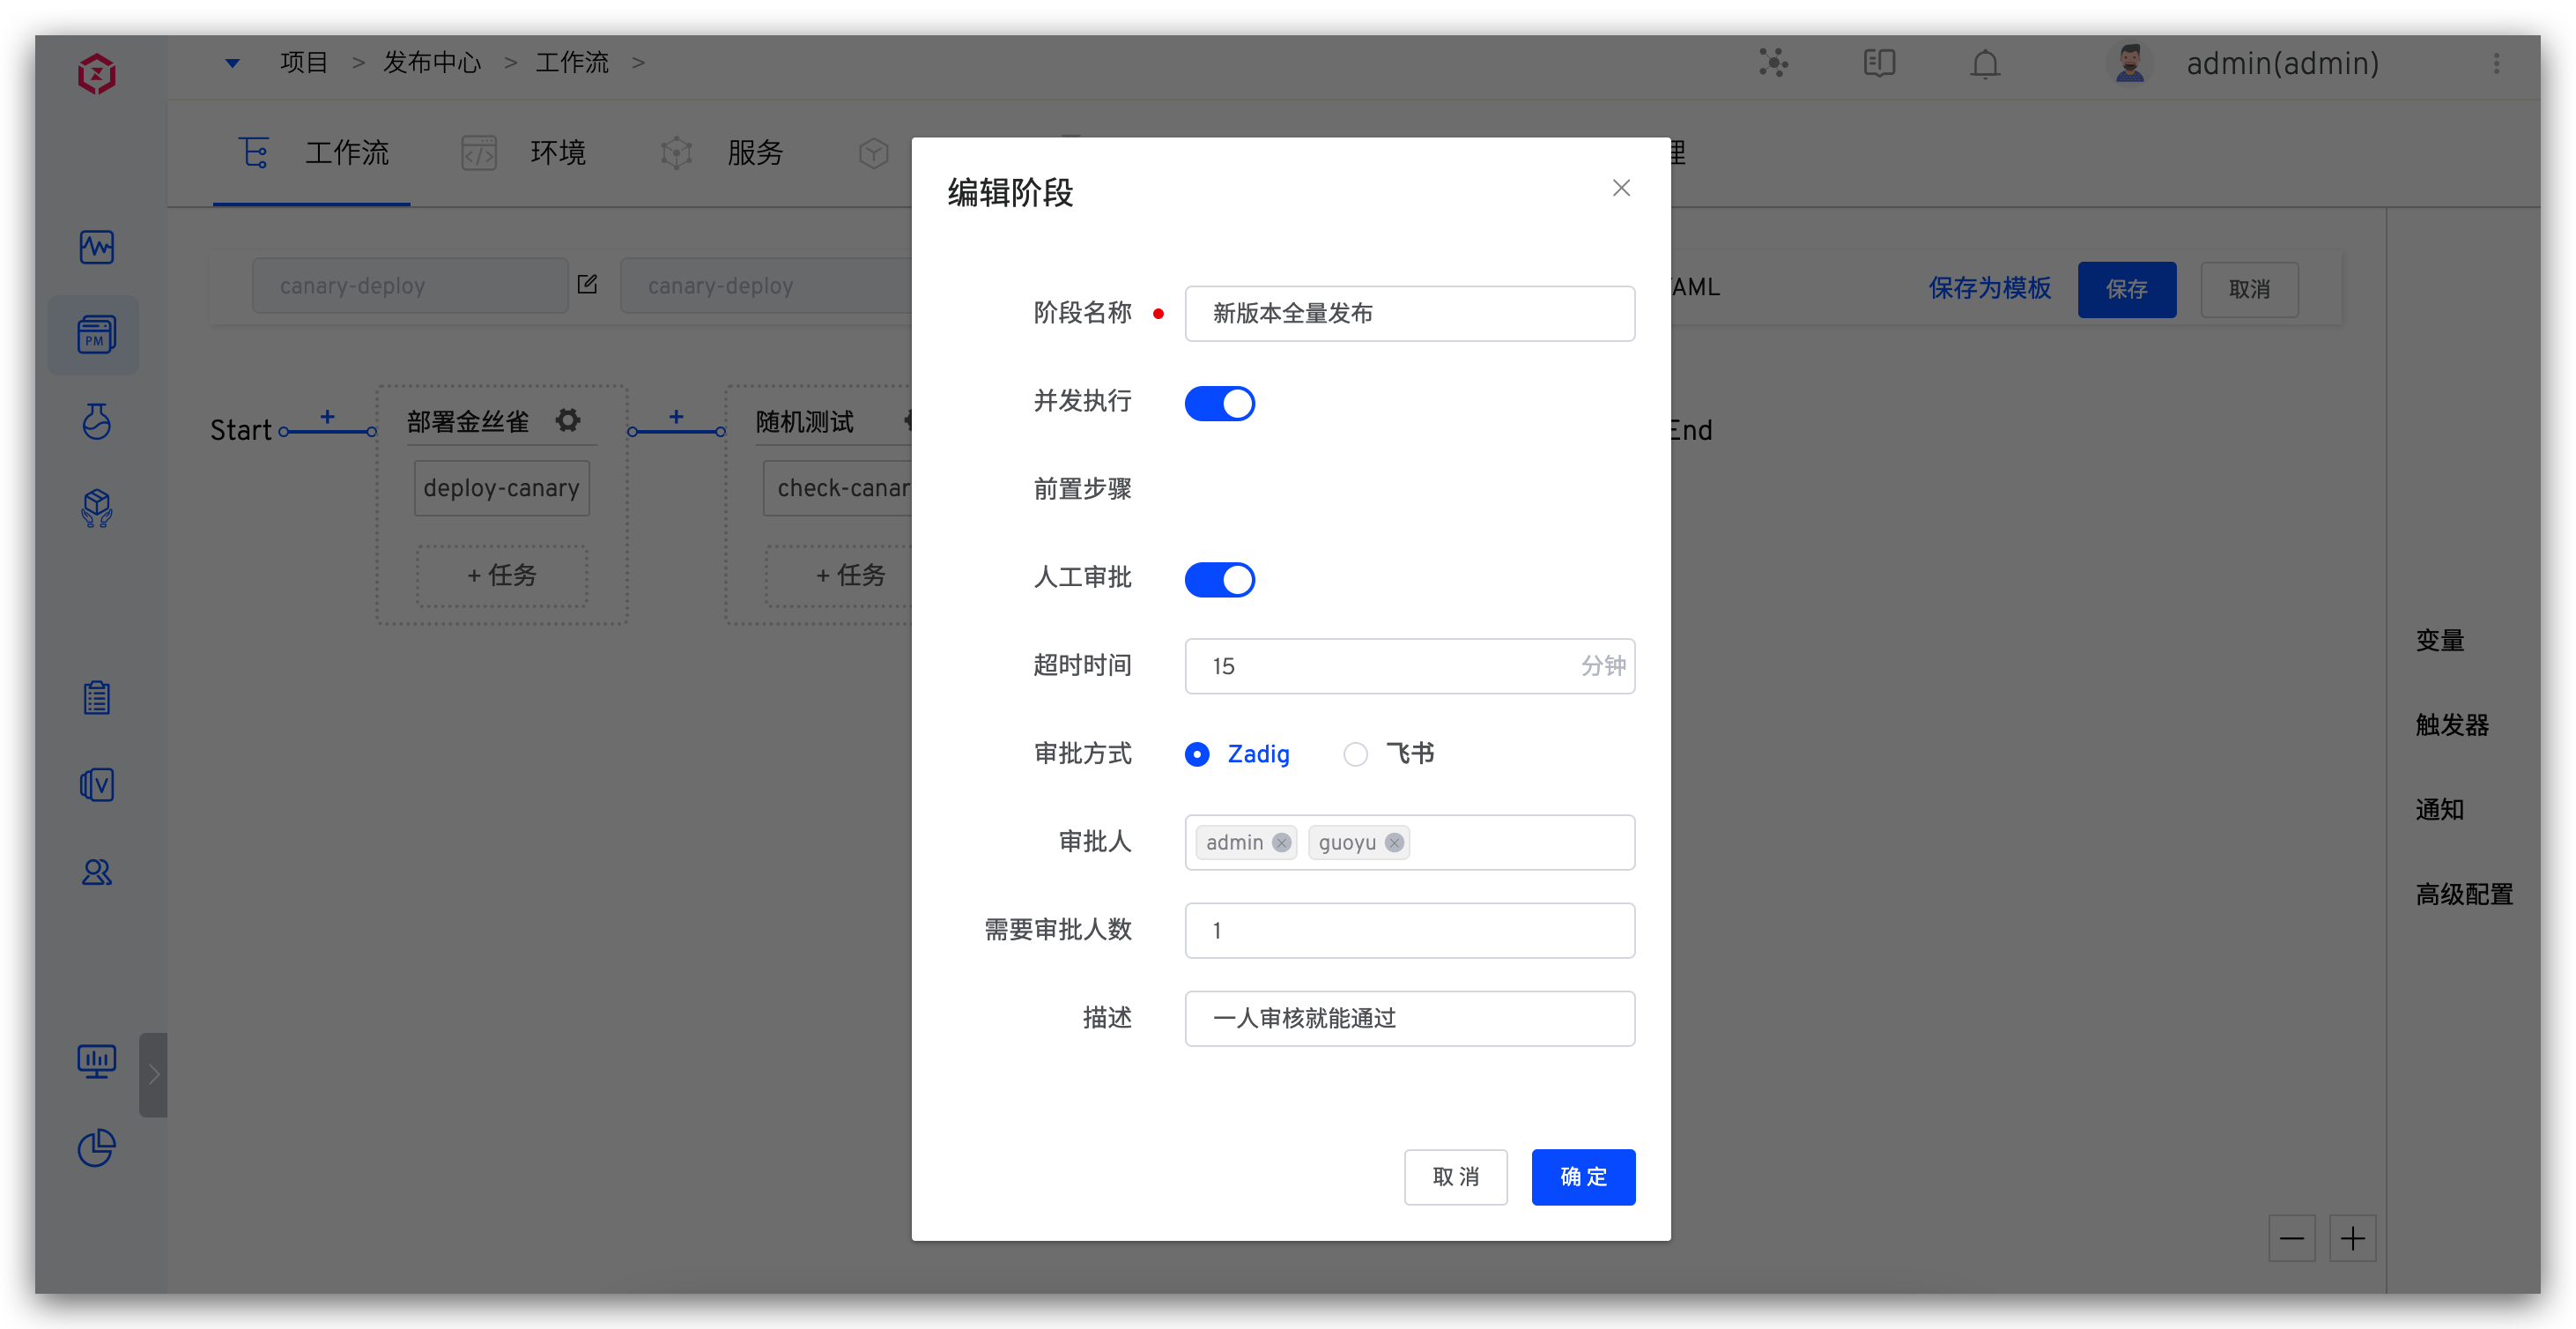 项目 > 发布中心 > 工作流 >
admin(admin)
工作流
环境
服务
理
canary-deploy
canary-deploy
YAML
保存为模板
保存
取消
PM
Start
部署金丝雀
deploy-canary
+ 任务
随机测试
check-canar
+ 任务
End
编辑阶段
阶段名称
新版本全量发布
并发执行
前置步骤
人工审批
超时时间
15
分钟
审批方式
Zadig
飞书
审批人
admin
guoyu
需要审批人数
1
描述
一人审核就能通过
取消
确定
变量
触发器
通知
高级配置
V